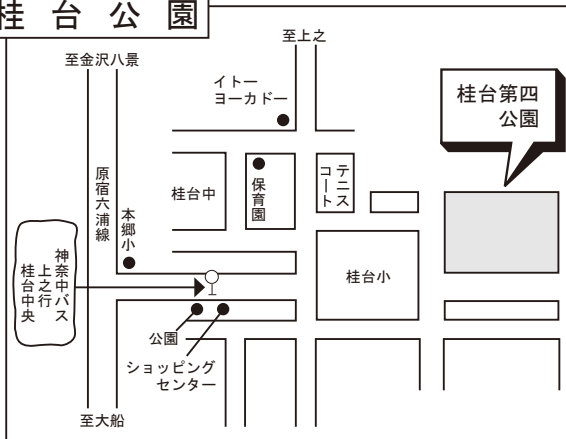 桂台公園
至上之
至金沢八景
イトー
ヨーカドー
桂台第四
公園
原宿六浦線
本郷小
桂台中
保育園
テニス
コート
神奈中バス
上之行
桂台中央
桂台小
公園
ショッピング
センター
至大船